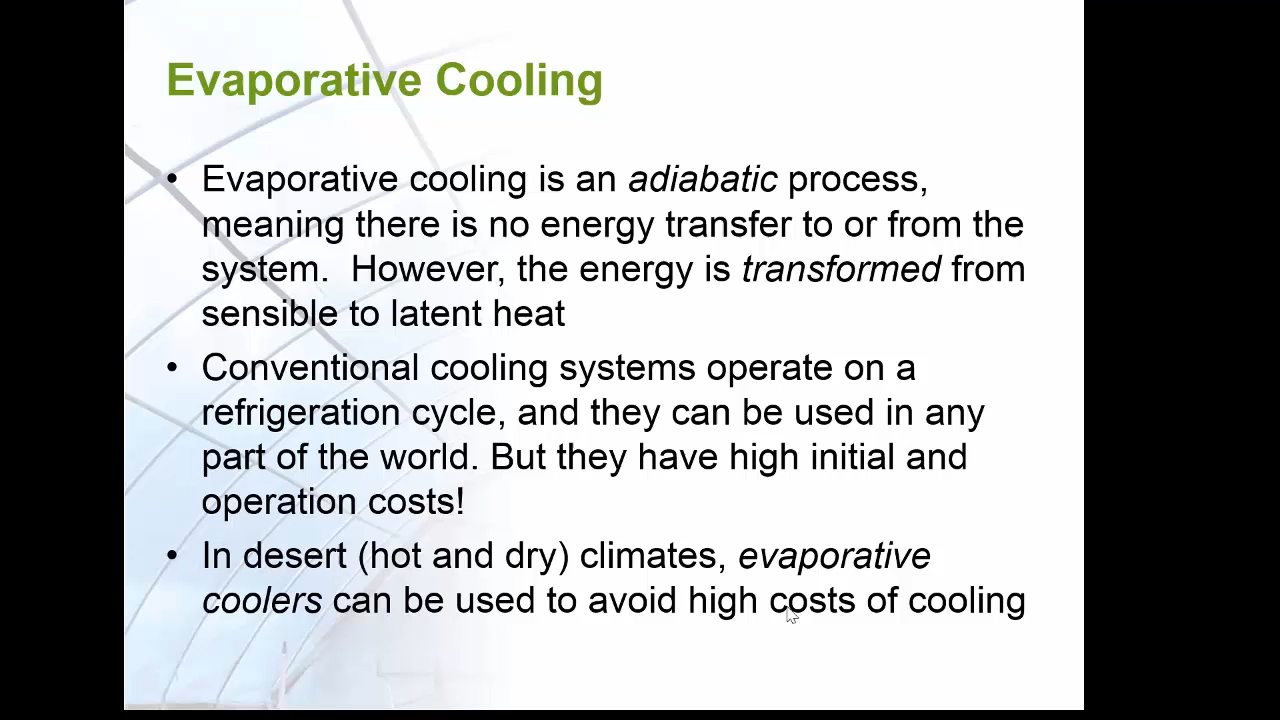 Evaporative Cooling
• Evaporative cooling is an adiabatic process,
meaning there is no energy transfer to or from the
system.  However, the energy is transformed from
sensible to latent heat
• Conventional cooling systems operate on a
refrigeration cycle, and they can be used in any
part of the world. But they have high initial and
operation costs!
• In desert (hot and dry) climates, evaporative
coolers can be used to avoid high costs of cooling